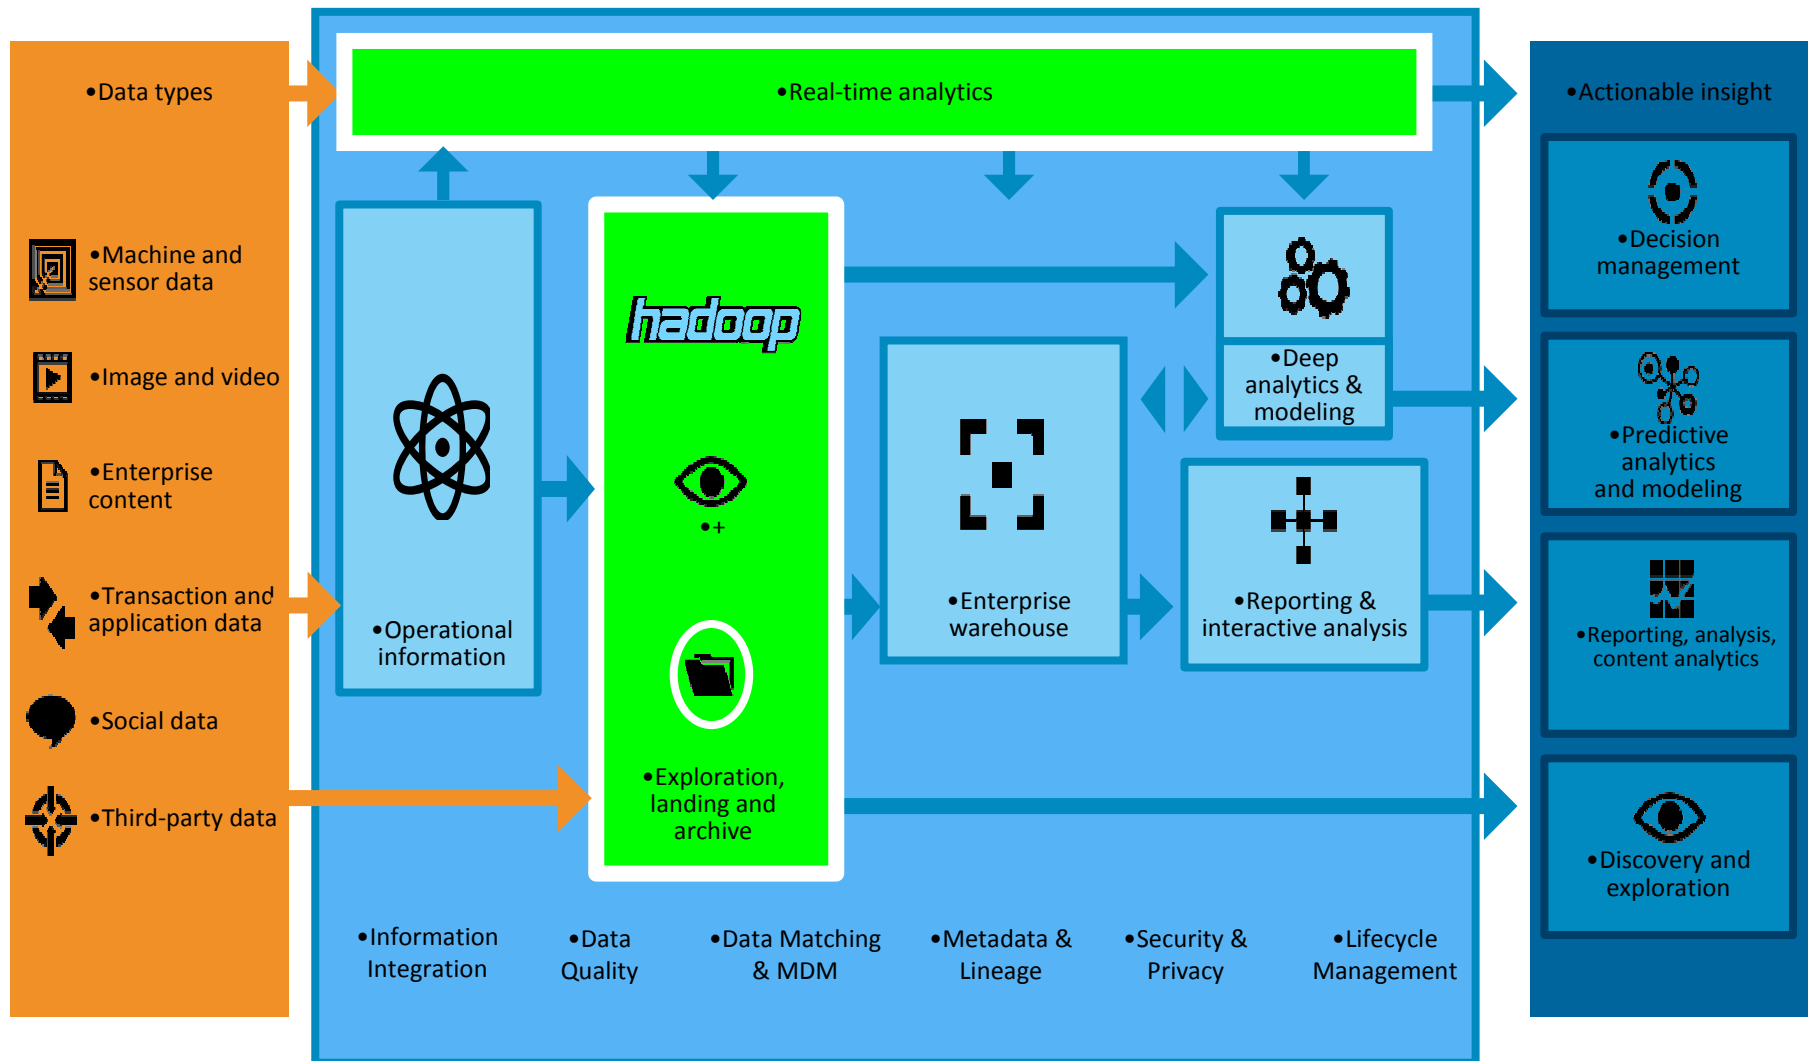 •Data types
•Machine and
sensor data
•Image and video
•Enterprise
content
•Transaction and
application data
•Social data
•Third-party data
•Real-time analytics
•Operational
information
hadoop
•+
•Exploration,
landing and
archive
•Enterprise
warehouse
•Deep
analytics &
modeling
•Reporting &
interactive analysis
•Information
Integration
•Data
Quality
•Data Matching
& MDM
•Metadata &
Lineage
•Security &
Privacy
•Lifecycle
Management
•Actionable insight
•Decision
management
•Predictive
analytics
and modeling
•Reporting, analysis,
content analytics
•Discovery and
exploration